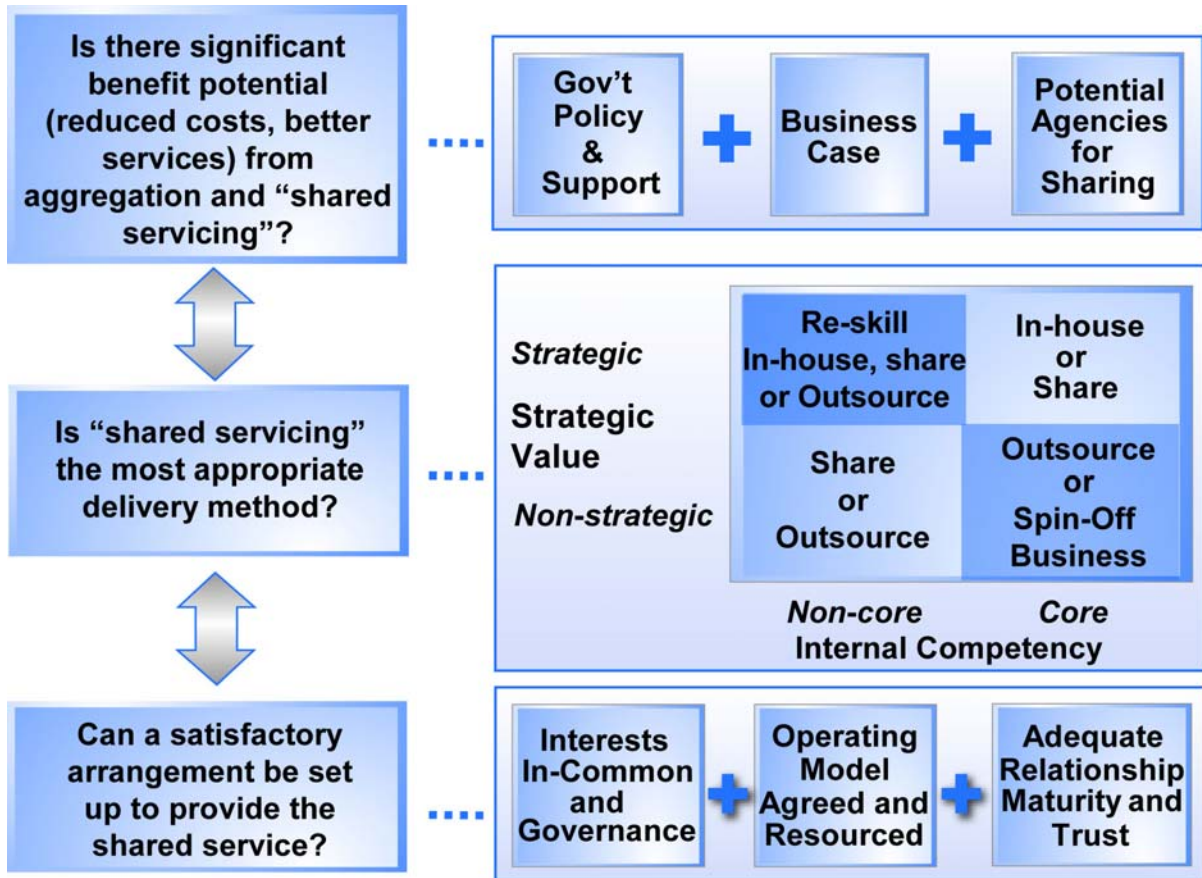 Is there significant
benefit potential
(reduced costs, better
services) from
aggregation and “shared
servicing”?
Gov’t
Policy
&
Support
Business
Case
Potential
Agencies
for
Sharing
Is “shared servicing”
the most appropriate
delivery method?
Strategic
Strategic
Value
Non-strategic
Re-skill
In-house, share
or Outsource
In-house
or
Share
Share
or
Outsource
Outsource
or
Spin-Off
Business
Non-core
Core
Internal Competency
Can a satisfactory
arrangement be set
up to provide the
shared service?
Interests
In-Common
and
Governance
Operating
Model
Agreed and
Resourced
Adequate
Relationship
Maturity and
Trust